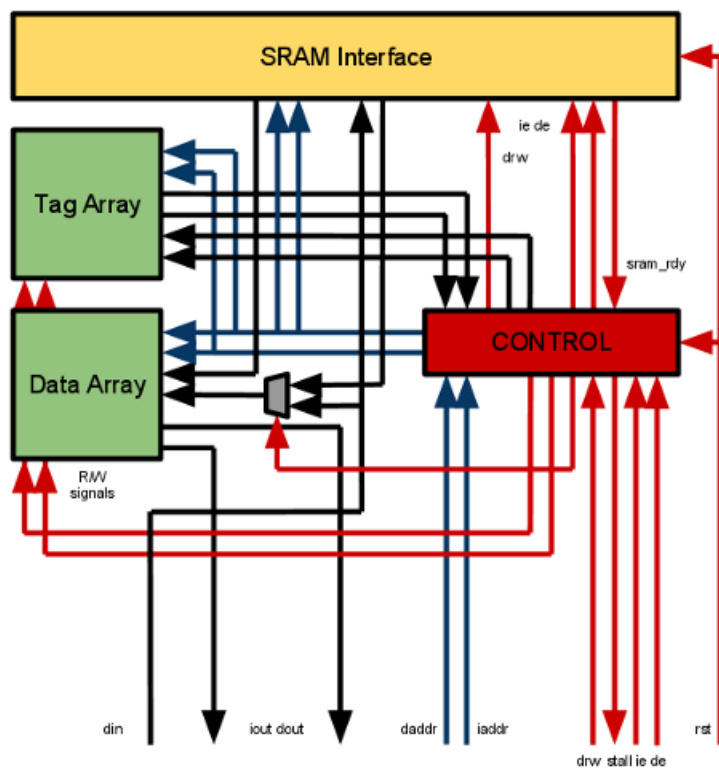 SRAM Interface
ie de
drw
Tag Array
sram_rdy
CONTROL
Data Array
R/W
signals
din
iout dout
daddr
iaddr
rst
drw stall ie de